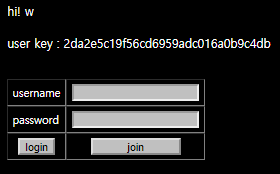 hi! w
user key : 2da2e5c19f56cd6959adc016a0b9c4db
username
password
login join